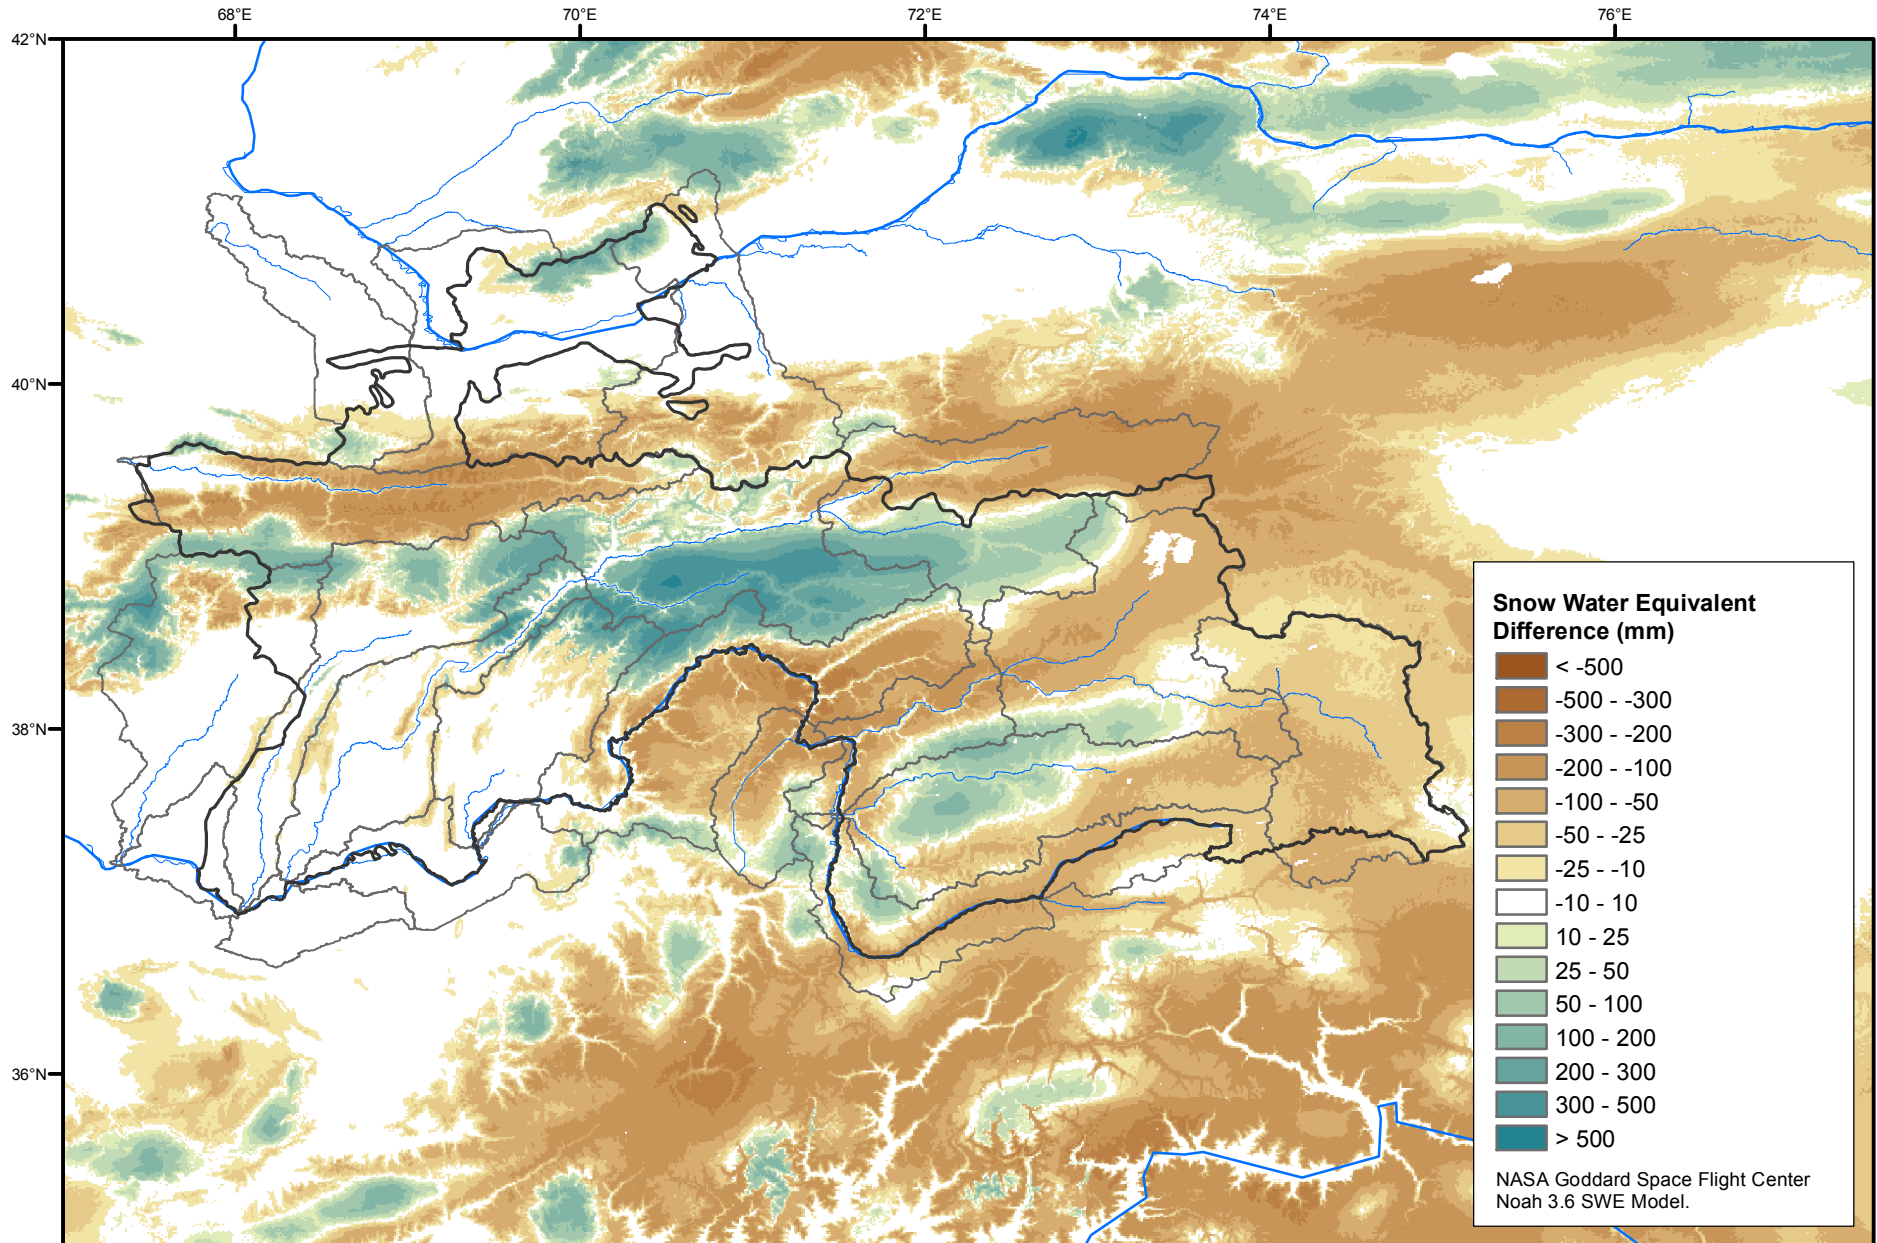 68°E 70°E 72°E 74°E 76°E
42°N
40°N
38°N
36°N
Snow Water Equivalent
Difference (mm)
< -500
-500 - -300
-300 - -200
-200 - -100
-100 - -50
-50 - -25
-25 - -10
-10 - 10
10 - 25
25 - 50
50 - 100
100 - 200
200 - 300
300 - 500
> 500
NASA Goddard Space Flight Center
Noah 3.6 SWE Model.